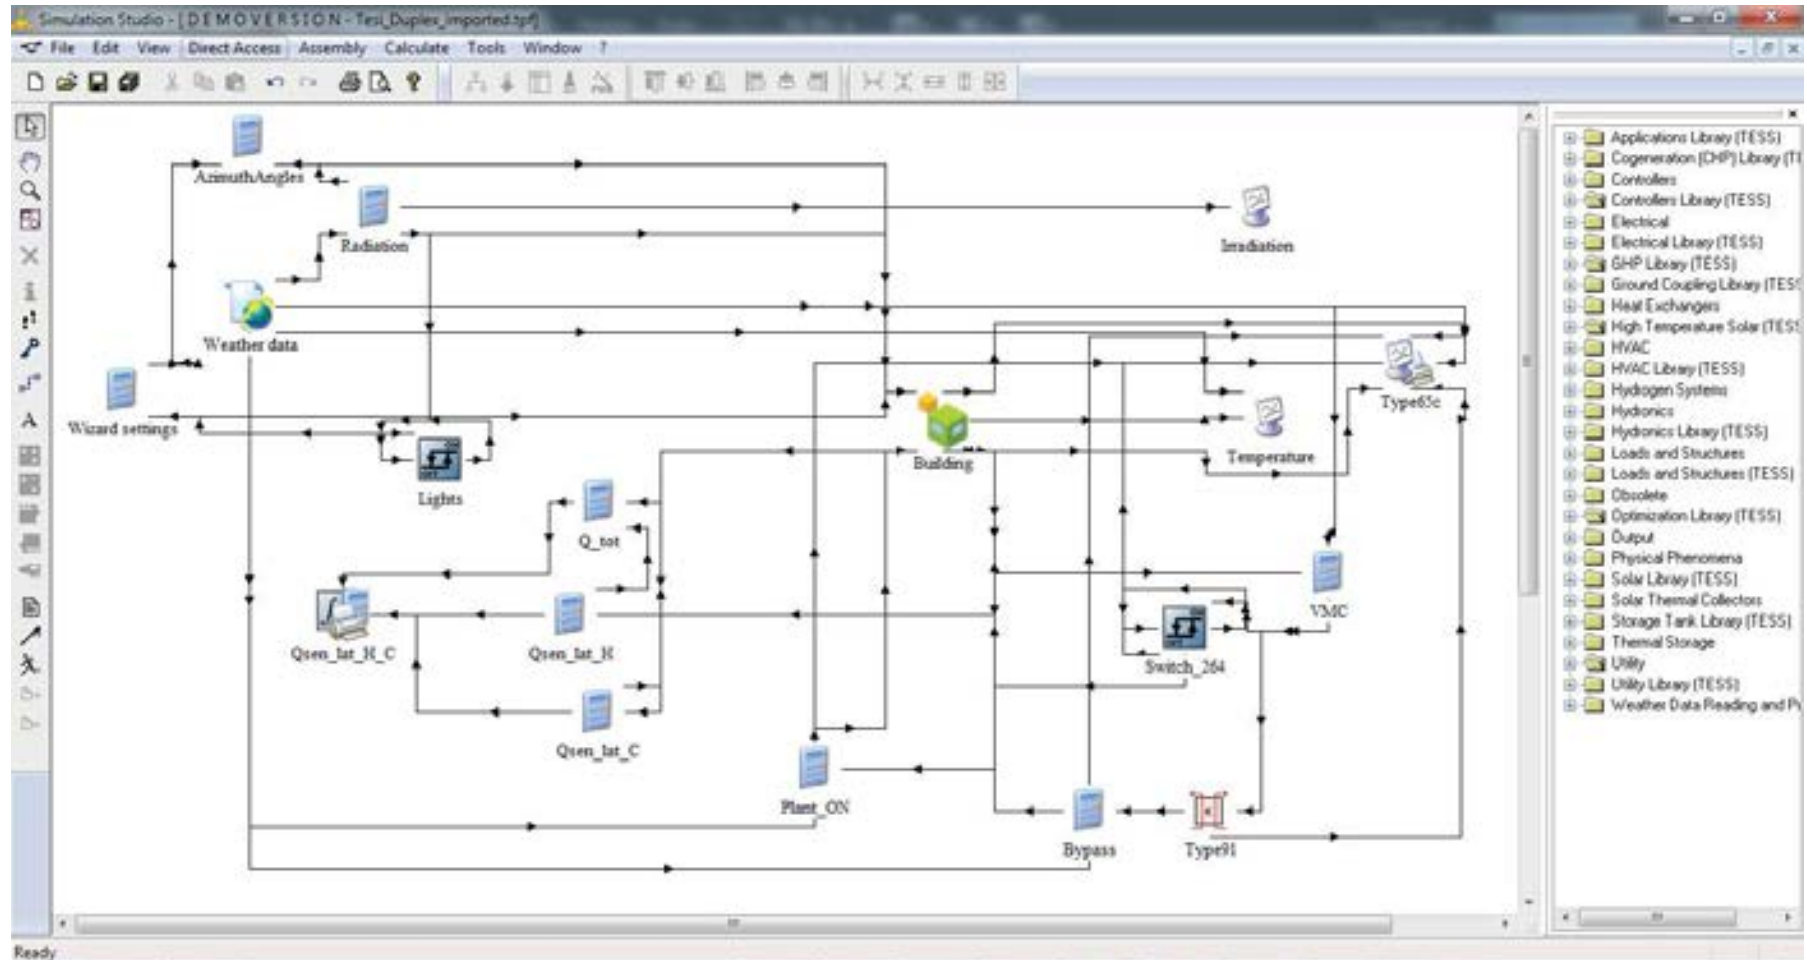 Simulation Studio - [ D E M O V E R S I O N - Tesi_Duplex_imported.tpf]
File Edit View Direct Access Assembly Calculate Tools Window ?
AzimuthAngles
Radiation
Irradiation
Weather data
Wizard settings
Lights
Building
Temperature
Type65c
Q_tot
VMC
Qsen_lat_H_C
Qsen_lat_H
Switch_264
Qsen_lat_C
Plant_ON
Bypass
Type91
Applications Library (TESS)
Cogeneration (CHP) Library (TE
Controllers
Controllers Library (TESS)
Electrical
Electrical Library (TESS)
GHP Library (TESS)
Ground Coupling Library (TESS
Heat Exchangers
High Temperature Solar (TESS
HVAC
HVAC Library (TESS)
Hydrogen Systems
Hydronics
Hydronics Library (TESS)
Loads and Structures
Loads and Structures (TESS)
Obsolete
Optimization Library (TESS)
Output
Physical Phenomena
Solar Library (TESS)
Solar Thermal Collectors
Storage Tank Library (TESS)
Thermal Storage
Utility
Utility Library (TESS)
Weather Data Reading and Pr
Ready